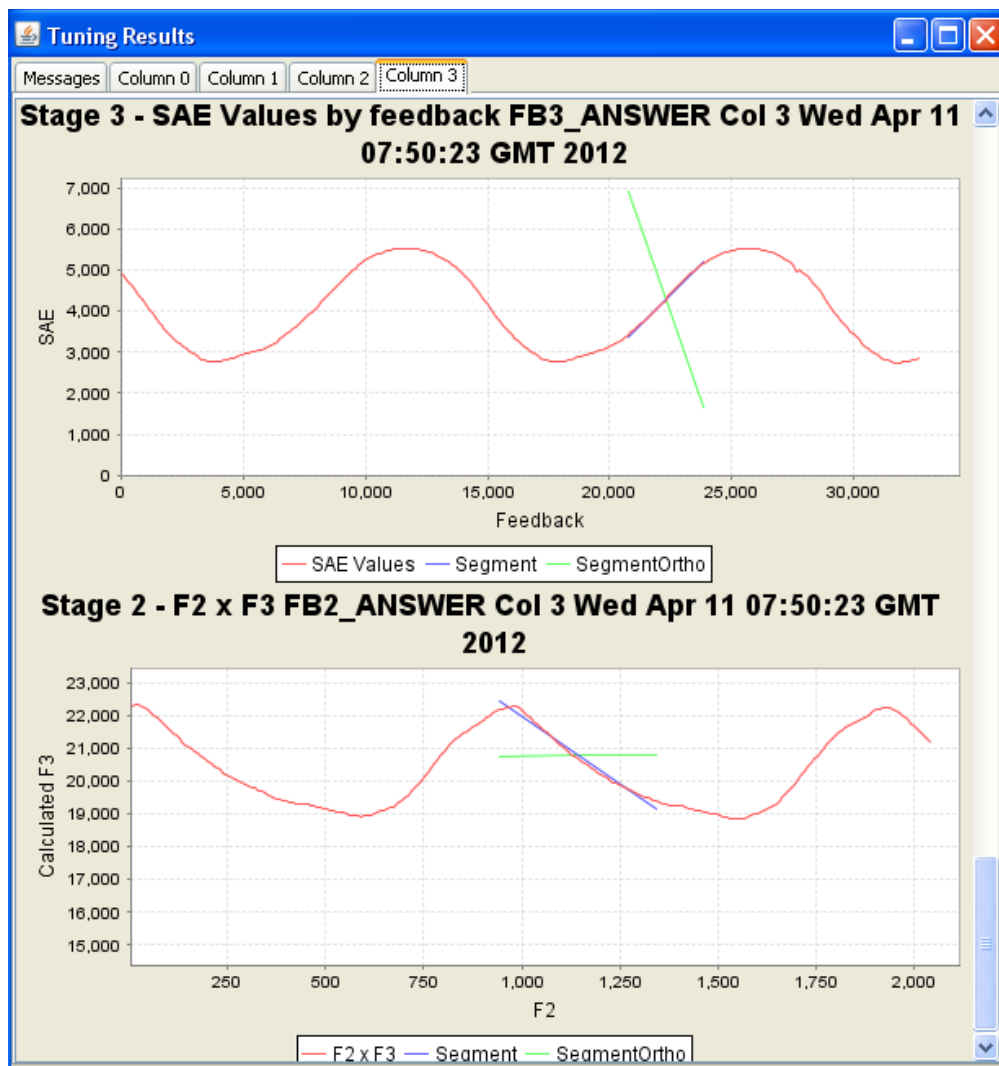 Tuning Results
Messages Column 0 Column 1 Column 2 Column 3
Stage 3 - SAE Values by feedback FB3_ANSWER Col 3 Wed Apr 11
07:50:23 GMT 2012
7,000
6,000
5,000
4,000
3,000
2,000
1,000
0
SAE
0 5,000 10,000 15,000 20,000 25,000 30,000
Feedback
SAE Values Segment SegmentOrtho
Stage 2 - F2 x F3 FB2_ANSWER Col 3 Wed Apr 11 07:50:23 GMT
2012
23,000
22,000
21,000
20,000
19,000
18,000
17,000
16,000
15,000
Calculated F3
250 500 750 1,000 1,250 1,500 1,750 2,000
F2
F2 x F3 Segment SegmentOrtho